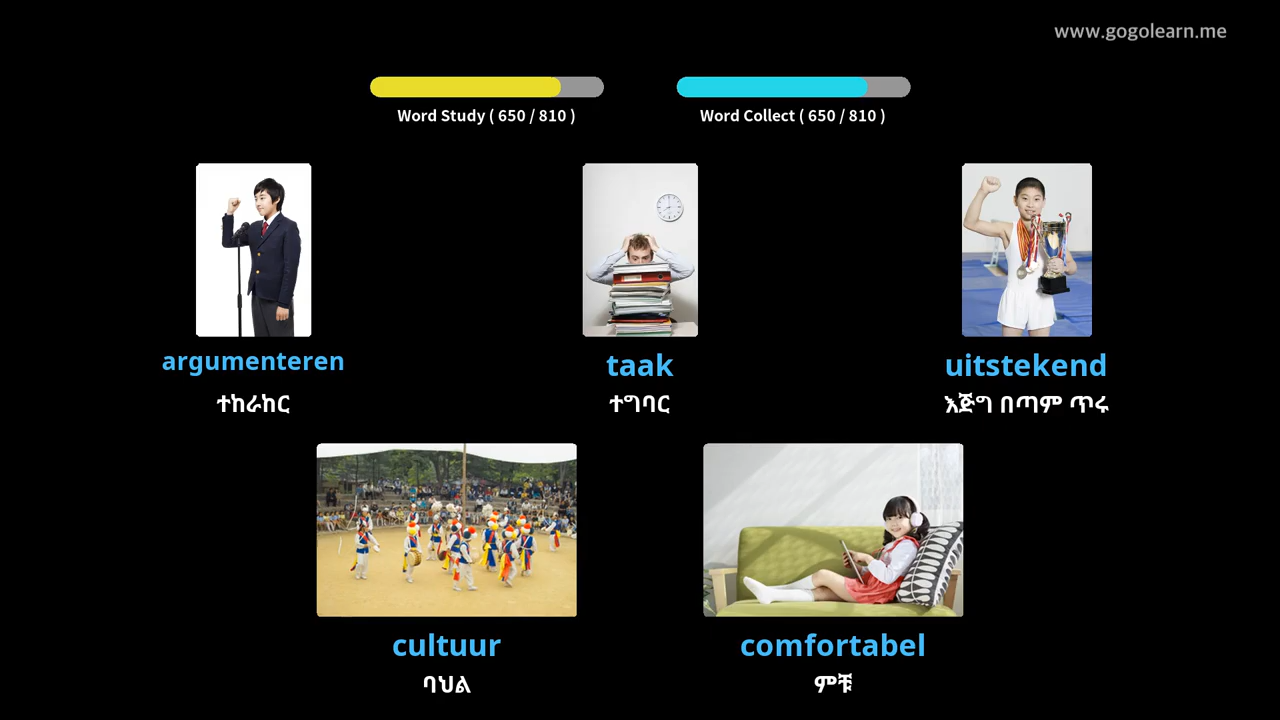 www.gogolearn.me
Word Study ( 650 / 810 )
Word Collect ( 650 / 810 )
argumenteren
ተከራከር
taak
ተግባር
uitstekend
እጅግ በጣም ጥሩ
cultuur
ባህል
comfortabel
ምቹ